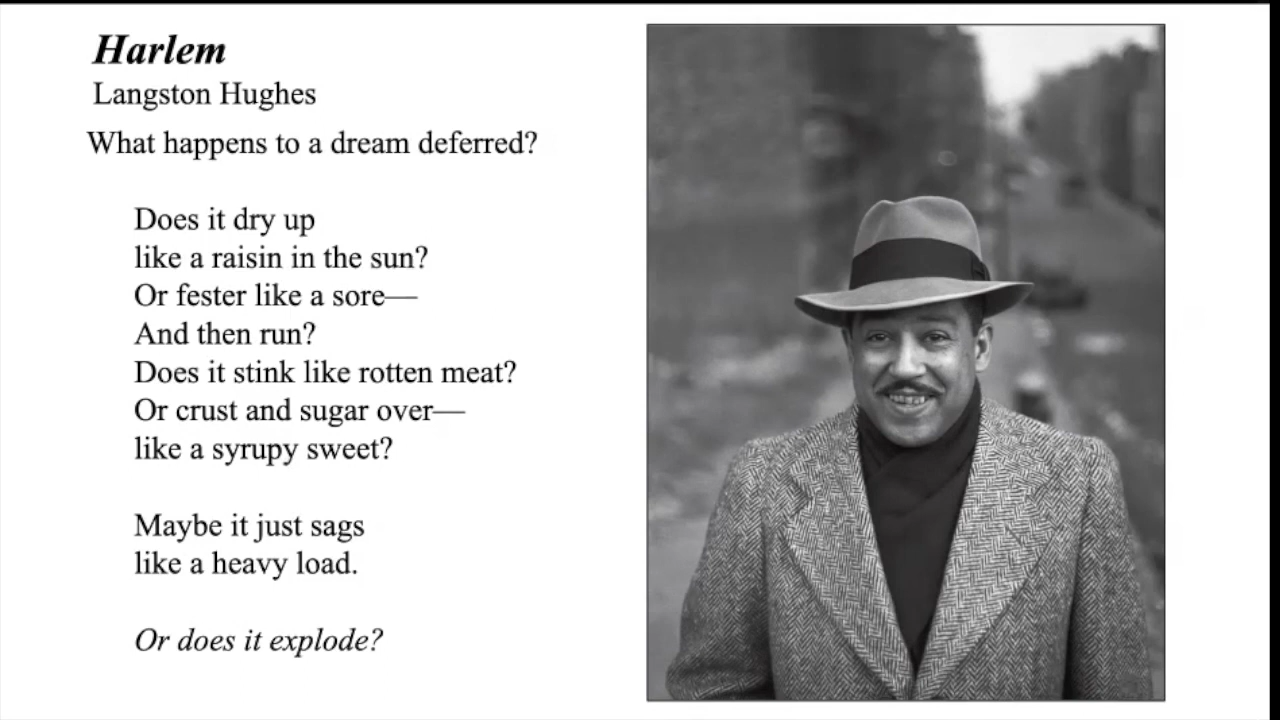 Harlem
Langston Hughes
What happens to a dream deferred?
Does it dry up
like a raisin in the sun?
Or fester like a sore—
And then run?
Does it stink like rotten meat?
Or crust and sugar over—
like a syrupy sweet?
Maybe it just sags
like a heavy load.
Or does it explode?